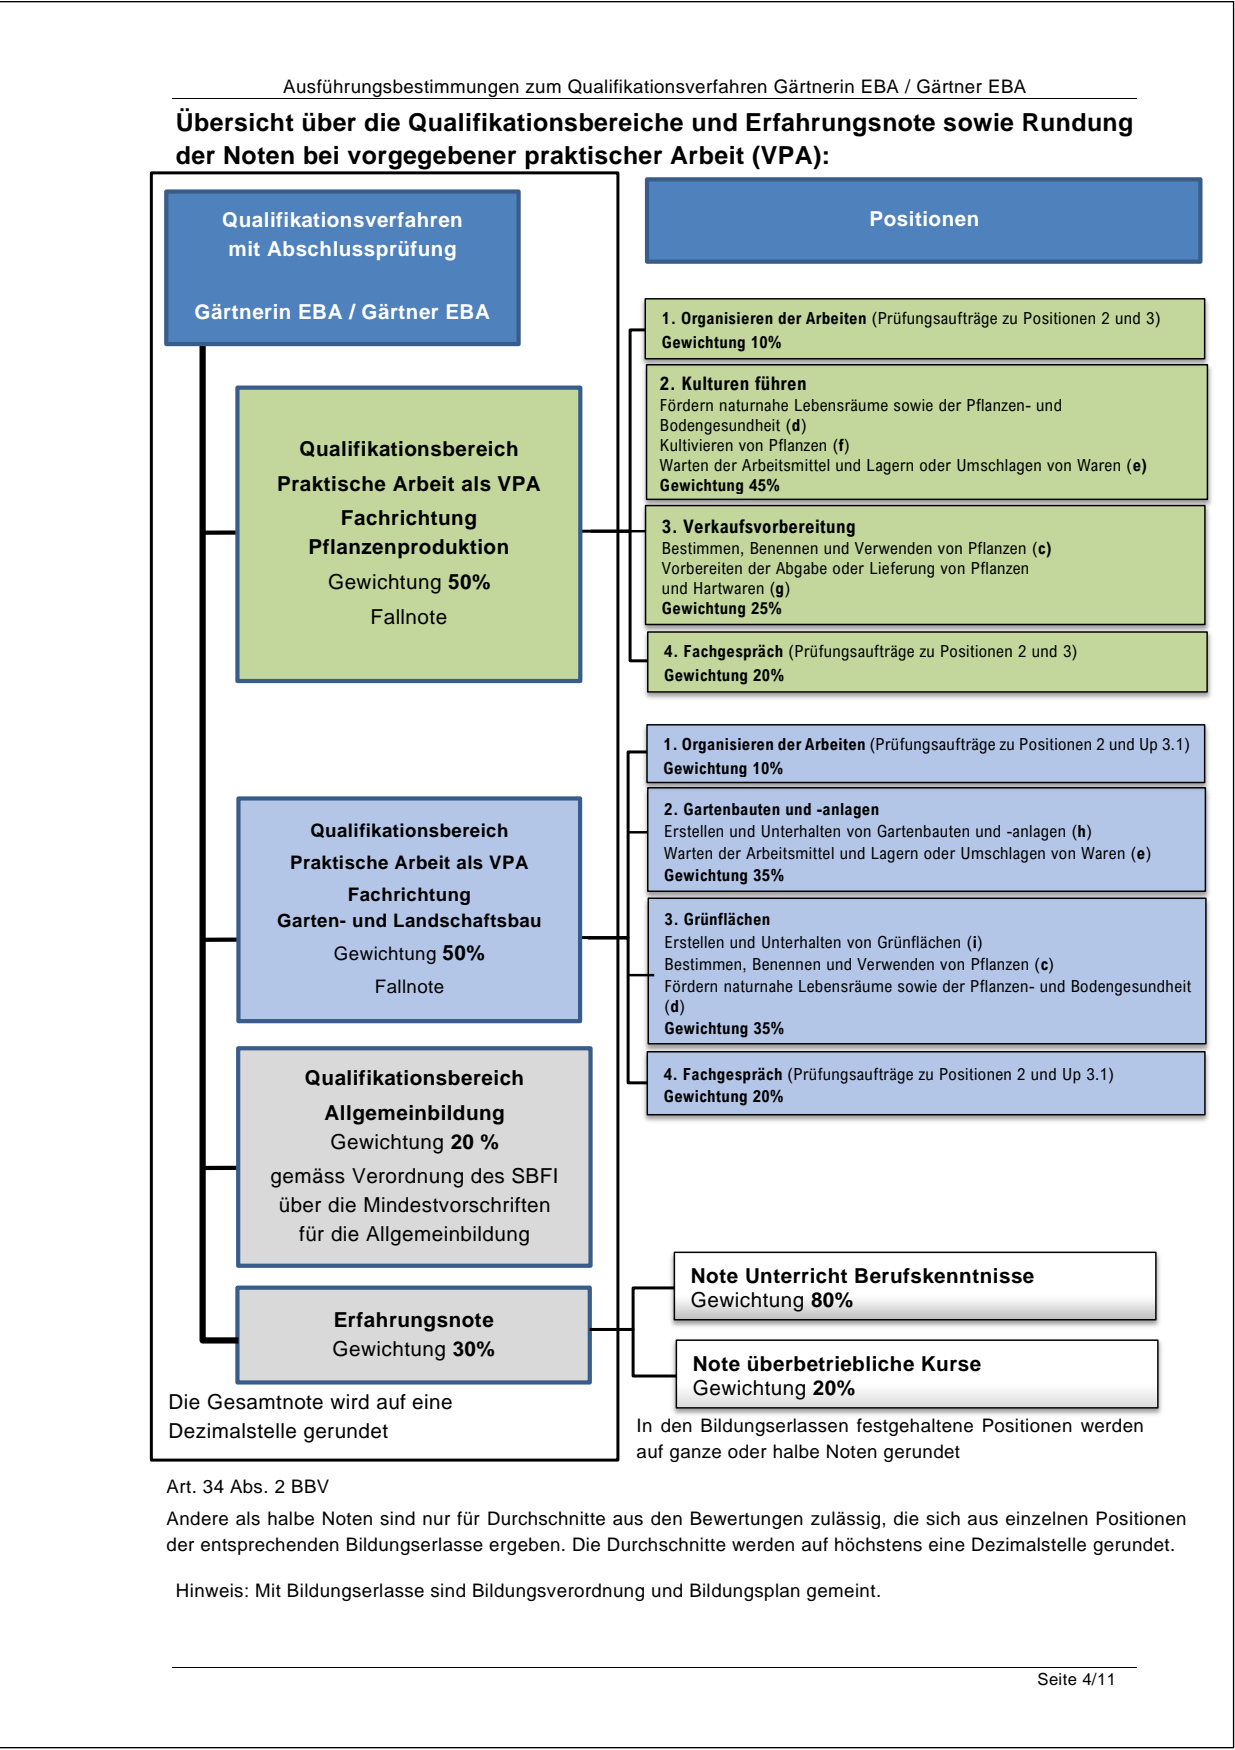 Ausführungsbestimmungen zum Qualifikationsverfahren Gärtnerin EBA / Gärtner EBA
Übersicht über die Qualifikationsbereiche und Erfahrungsnote sowie Rundung
der Noten bei vorgegebener praktischer Arbeit (VPA):
Qualifikationsverfahren
mit Abschlussprüfung
Gärtnerin EBA / Gärtner EBA
Positionen
Qualifikationsbereich
Praktische Arbeit als VPA
Fachrichtung
Pflanzenproduktion
Gewichtung 50%
Fallnote
1. Organisieren der Arbeiten (Prüfungsaufträge zu Positionen 2 und 3)
Gewichtung 10%
2. Kulturen führen
Fördern naturnahe Lebensräume sowie der Pflanzen- und
Bodengesundheit (d)
Kultivieren von Pflanzen (f)
Warten der Arbeitsmittel und Lagern oder Umschlagen von Waren (e)
Gewichtung 45%
3. Verkaufsvorbereitung
Bestimmen, Benennen und Verwenden von Pflanzen (c)
Vorbereiten der Abgabe oder Lieferung von Pflanzen
und Hartwaren (g)
Gewichtung 25%
4. Fachgespräch (Prüfungsaufträge zu Positionen 2 und 3)
Gewichtung 20%
Qualifikationsbereich
Praktische Arbeit als VPA
Fachrichtung
Garten- und Landschaftsbau
Gewichtung 50%
Fallnote
1. Organisieren der Arbeiten (Prüfungsaufträge zu Positionen 2 und Up 3.1)
Gewichtung 10%
2. Gartenbauten und -anlagen
Erstellen und Unterhalten von Gartenbauten und -anlagen (h)
Warten der Arbeitsmittel und Lagern oder Umschlagen von Waren (e)
Gewichtung 35%
3. Grünflächen
Erstellen und Unterhalten von Grünflächen (i)
Bestimmen, Benennen und Verwenden von Pflanzen (c)
Fördern naturnahe Lebensräume sowie der Pflanzen- und Bodengesundheit
(d)
Gewichtung 35%
4. Fachgespräch (Prüfungsaufträge zu Positionen 2 und Up 3.1)
Gewichtung 20%
Qualifikationsbereich
Allgemeinbildung
Gewichtung 20 %
gemäss Verordnung des SBFI
über die Mindestvorschriften
für die Allgemeinbildung
Erfahrungsnote
Gewichtung 30%
Note Unterricht Berufskenntnisse
Gewichtung 80%
Note überbetriebliche Kurse
Gewichtung 20%
Die Gesamtnote wird auf eine
Dezimalstelle gerundet
In den Bildungserlassen festgehaltene Positionen werden
auf ganze oder halbe Noten gerundet
Art. 34 Abs. 2 BBV
Andere als halbe Noten sind nur für Durchschnitte aus den Bewertungen zulässig, die sich aus einzelnen Positionen
der entsprechenden Bildungserlasse ergeben. Die Durchschnitte werden auf höchstens eine Dezimalstelle gerundet.
Hinweis: Mit Bildungserlasse sind Bildungsverordnung und Bildungsplan gemeint.
Seite 4/11